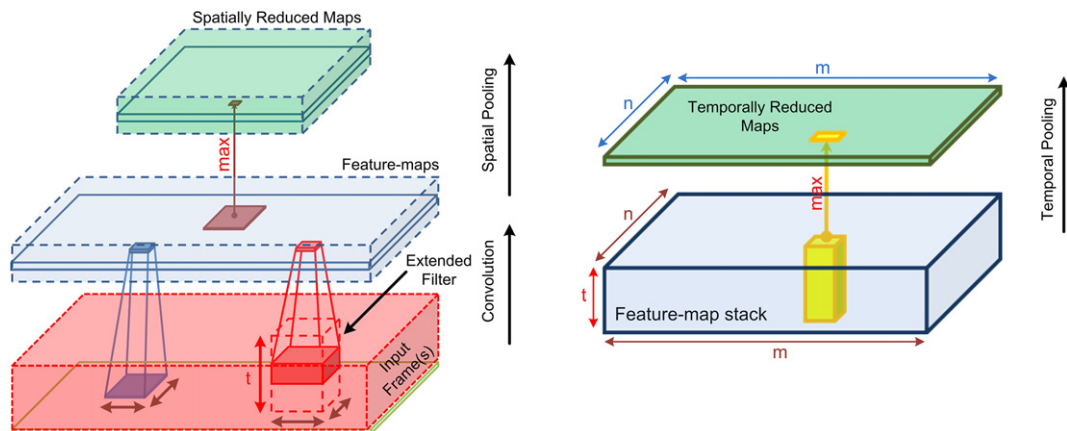 Spatially Reduced Maps
max
Spatial Pooling
Feature-maps
Extended
Filter
Convolution
t
Input
Frame(s)
m
n
Temporally Reduced
Maps
max
n
t
Feature-map stack
m
Temporal Pooling